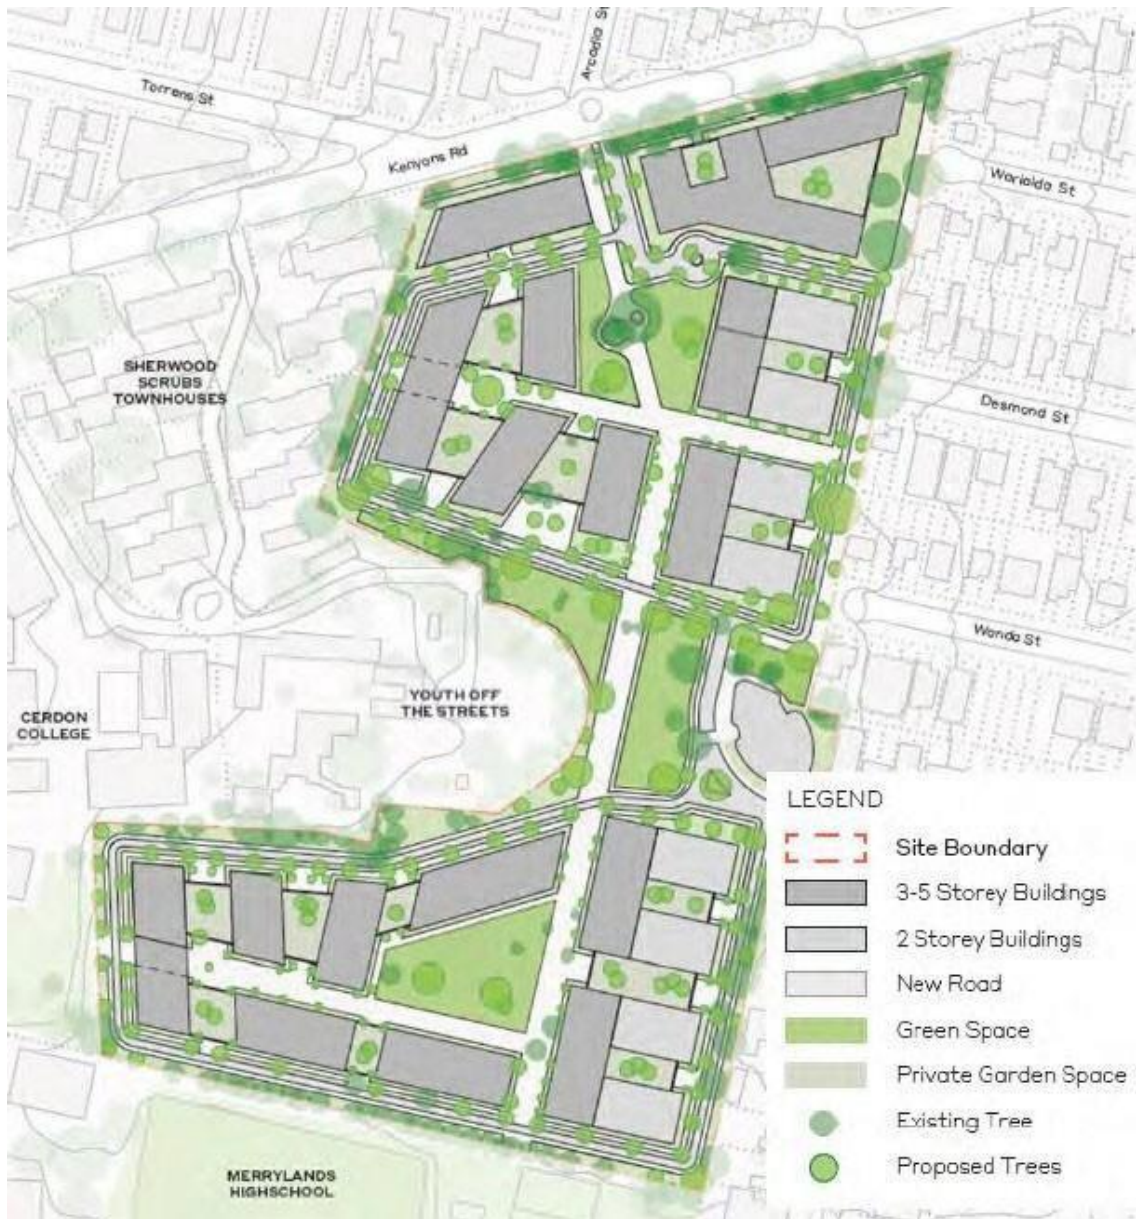 Arcadia St
Torrens St
Kenyons Rd
Warialda St
SHERWOOD
SCRUBS
TOWNHOUSES
Desmond St
Wanda St
YOUTH OFF
THE STREETS
CERDON
COLLEGE
LEGEND
Site Boundary
3-5 Storey Buildings
2 Storey Buildings
New Road
Green Space
Private Garden Space
Existing Tree
Proposed Trees
MERRYLANDS
HIGHSCHOOL